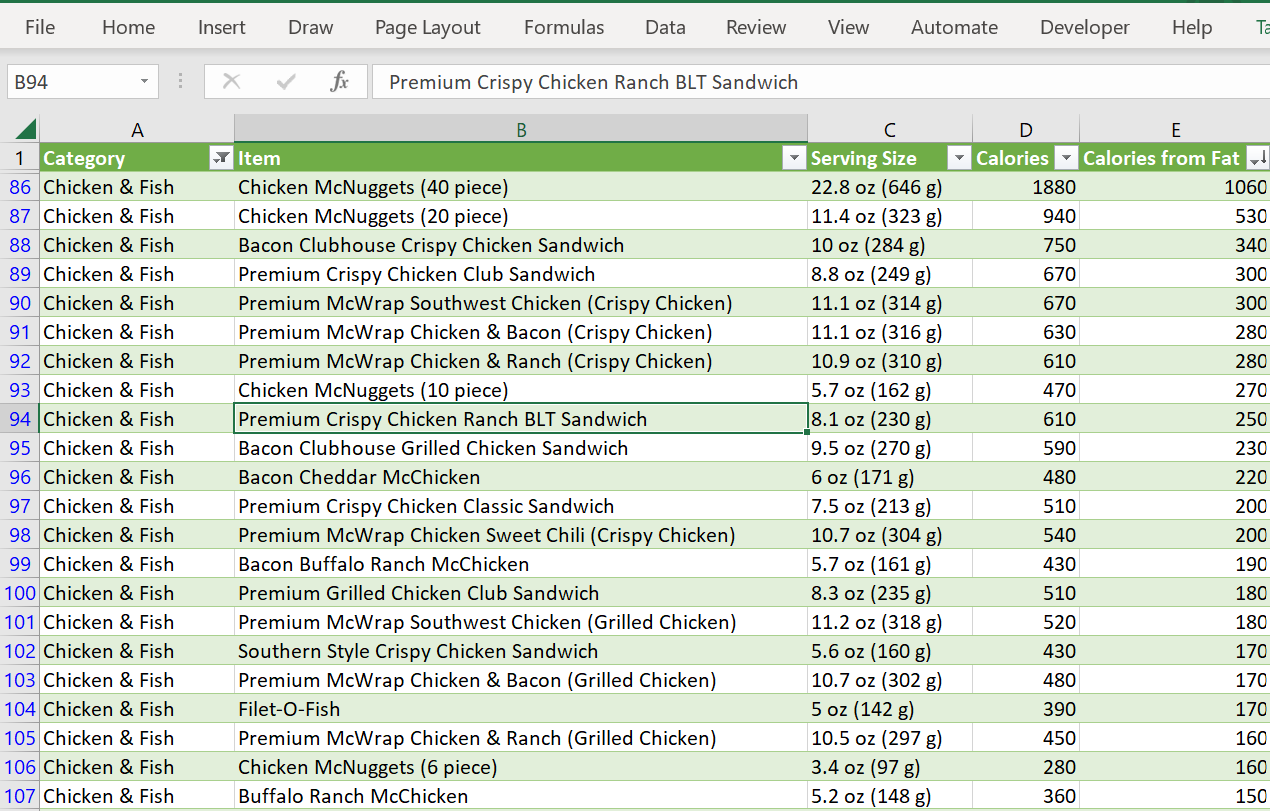 File Home Insert Draw Page Layout Formulas Data Review View Automate Developer Help
B94 fx Premium Crispy Chicken Ranch BLT Sandwich
A B C D E
1 Category Item Serving Size Calories Calories from Fat
86 Chicken & Fish Chicken McNuggets (40 piece) 22.8 oz (646 g) 1880 1060
87 Chicken & Fish Chicken McNuggets (20 piece) 11.4 oz (323 g) 940 530
88 Chicken & Fish Bacon Clubhouse Crispy Chicken Sandwich 10 oz (284 g) 750 340
89 Chicken & Fish Premium Crispy Chicken Club Sandwich 8.8 oz (249 g) 670 300
90 Chicken & Fish Premium McWrap Southwest Chicken (Crispy Chicken) 11.1 oz (314 g) 670 300
91 Chicken & Fish Premium McWrap Chicken & Bacon (Crispy Chicken) 11.1 oz (316 g) 630 280
92 Chicken & Fish Premium McWrap Chicken & Ranch (Crispy Chicken) 10.9 oz (310 g) 610 280
93 Chicken & Fish Chicken McNuggets (10 piece) 5.7 oz (162 g) 470 270
94 Chicken & Fish Premium Crispy Chicken Ranch BLT Sandwich 8.1 oz (230 g) 610 250
95 Chicken & Fish Bacon Clubhouse Grilled Chicken Sandwich 9.5 oz (270 g) 590 230
96 Chicken & Fish Bacon Cheddar McChicken 6 oz (171 g) 480 220
97 Chicken & Fish Premium Crispy Chicken Classic Sandwich 7.5 oz (213 g) 510 200
98 Chicken & Fish Premium McWrap Chicken Sweet Chili (Crispy Chicken) 10.7 oz (304 g) 540 200
99 Chicken & Fish Bacon Buffalo Ranch McChicken 5.7 oz (161 g) 430 190
100 Chicken & Fish Premium Grilled Chicken Club Sandwich 8.3 oz (235 g) 510 180
101 Chicken & Fish Premium McWrap Southwest Chicken (Grilled Chicken) 11.2 oz (318 g) 520 180
102 Chicken & Fish Southern Style Crispy Chicken Sandwich 5.6 oz (160 g) 430 170
103 Chicken & Fish Premium McWrap Chicken & Bacon (Grilled Chicken) 10.7 oz (302 g) 480 170
104 Chicken & Fish Filet-O-Fish 5 oz (142 g) 390 170
105 Chicken & Fish Premium McWrap Chicken & Ranch (Grilled Chicken) 10.5 oz (297 g) 450 160
106 Chicken & Fish Chicken McNuggets (6 piece) 3.4 oz (97 g) 280 160
107 Chicken & Fish Buffalo Ranch McChicken 5.2 oz (148 g) 360 150